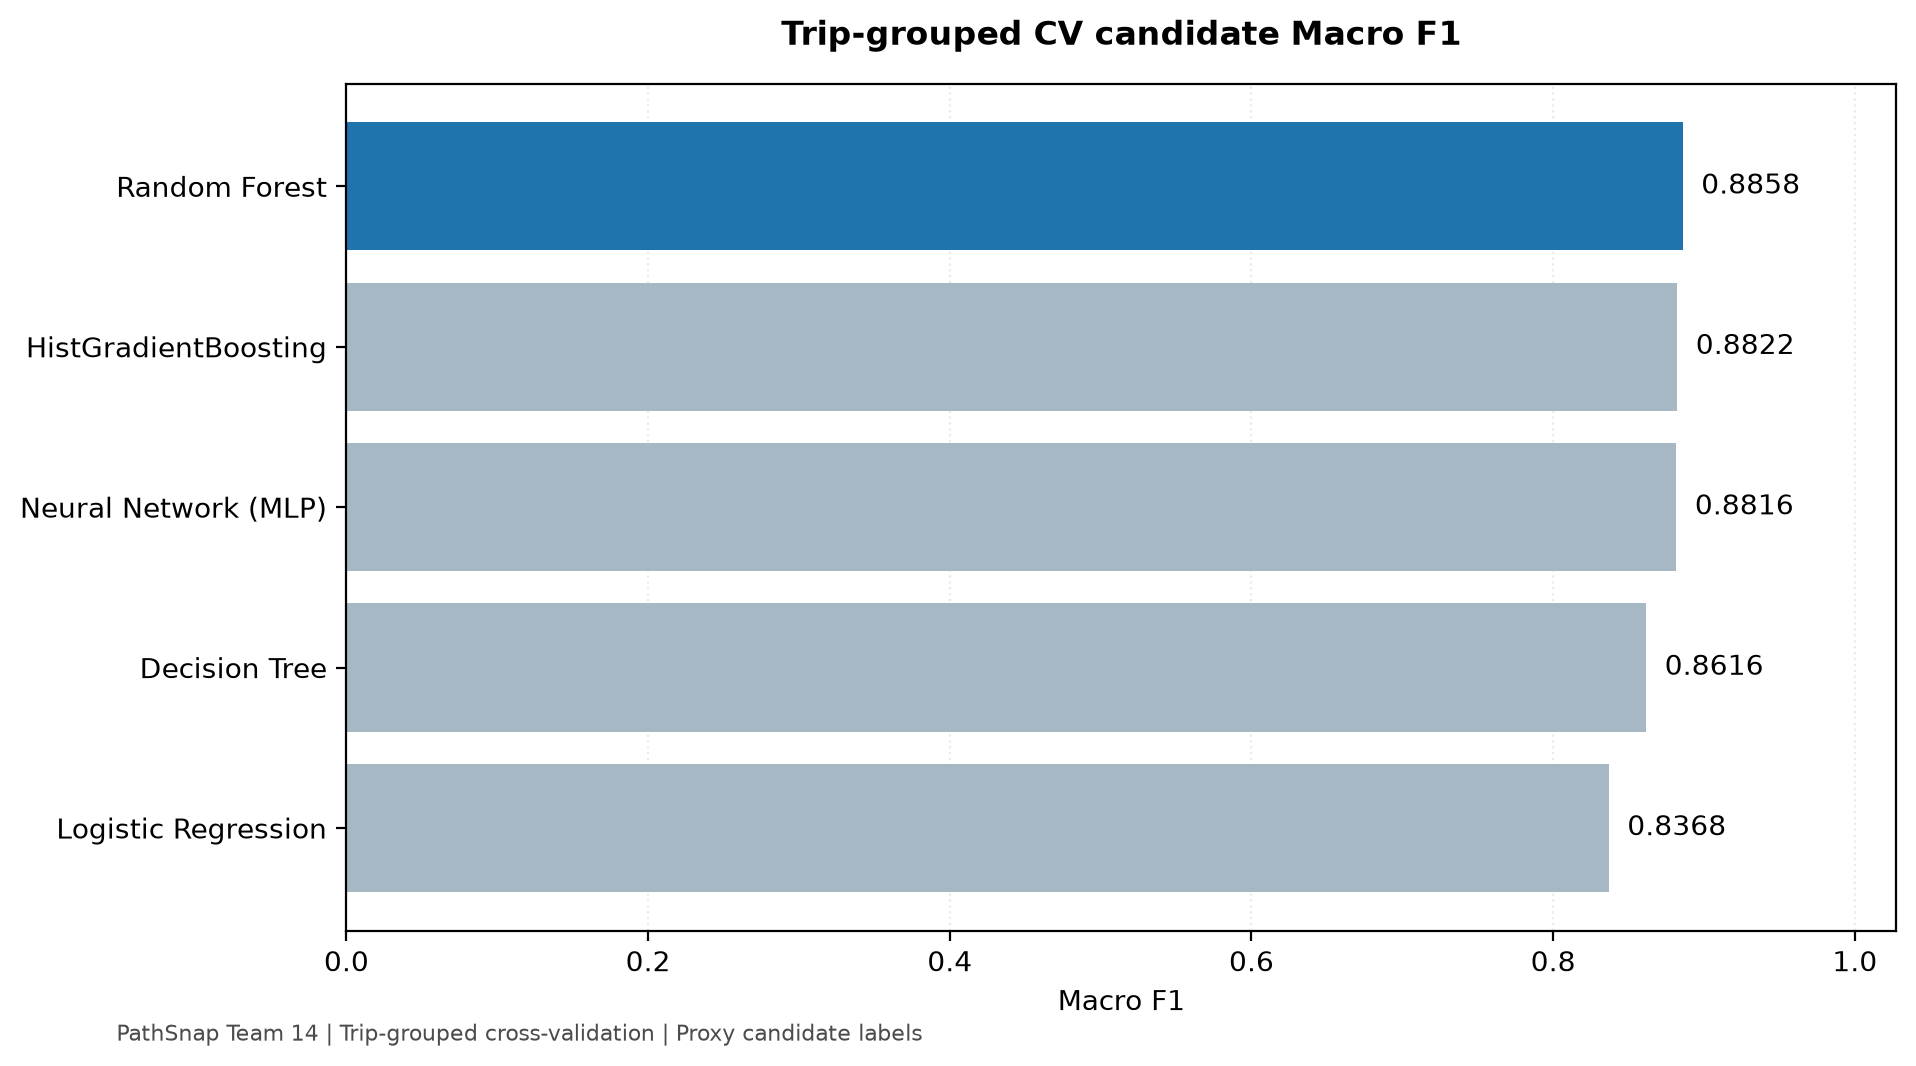 Trip-grouped CV candidate Macro F1
Random Forest 0.8858
HistGradientBoosting 0.8822
Neural Network (MLP) 0.8816
Decision Tree 0.8616
Logistic Regression 0.8368
0.0 0.2 0.4 0.6 0.8 1.0
Macro F1
PathSnap Team 14 | Trip-grouped cross-validation | Proxy candidate labels